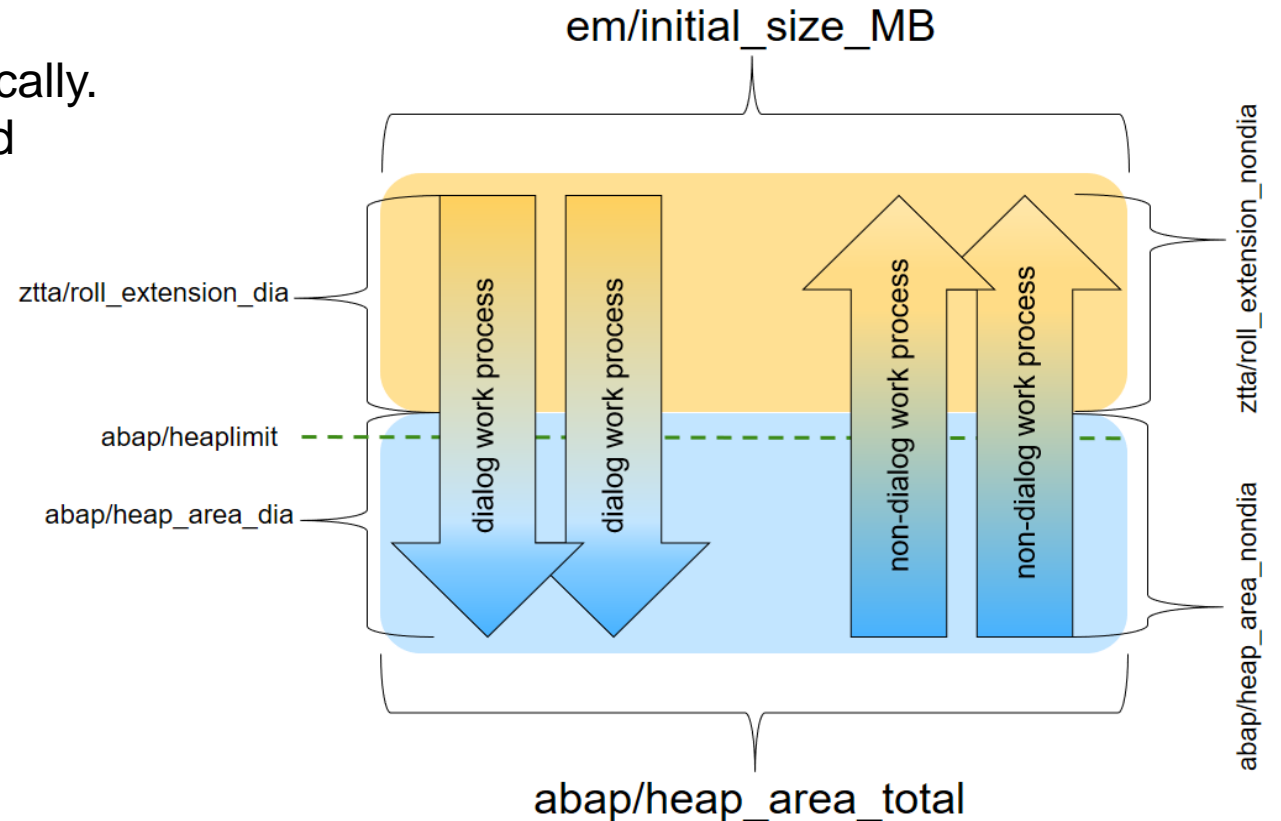 em/initial_size_MB
cally.
d
ztta/roll_extension_dia
abap/heaplimit
abap/heap_area_dia
dialog work process
dialog work process
non-dialog work process
non-dialog work process
ztta/roll_extension_nondia
abap/heap_area_nondia
abap/heap_area_total